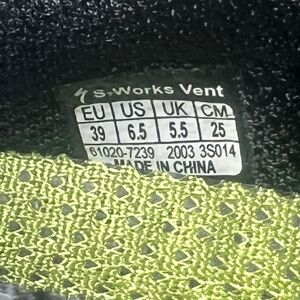 S-Works Vent
EU US UK CM
39 6.5 5.5 25
61020-7239 2003 3S014
MADE IN CHINA